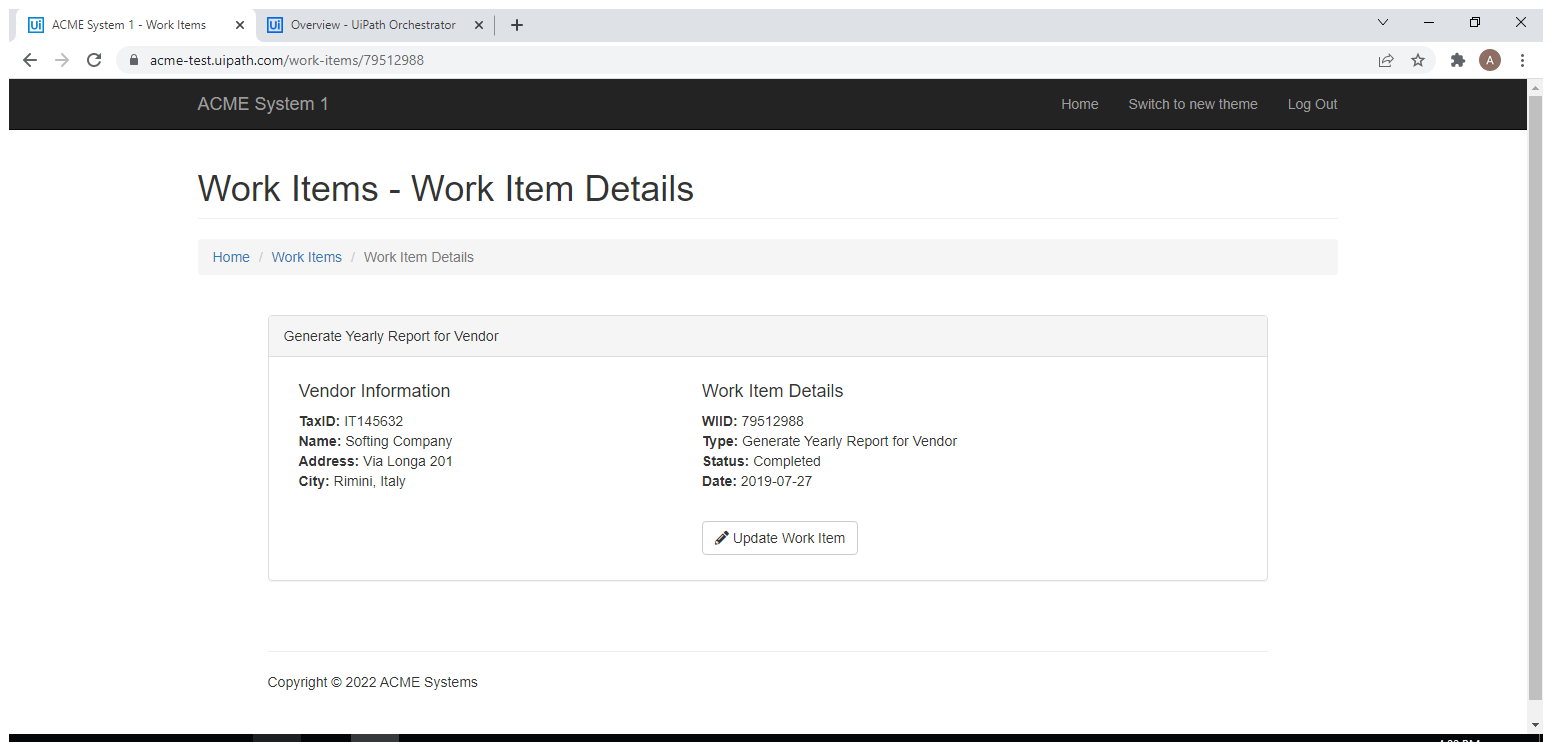 Ui ACME System 1 - Work Items Ui Overview - UiPath Orchestrator
acme-test.uipath.com/work-items/79512988 A
ACME System 1 Home Switch to new theme Log Out
Work Items - Work Item Details
Home / Work Items / Work Item Details
Generate Yearly Report for Vendor
Vendor Information
TaxID: IT145632
Name: Softing Company
Address: Via Longa 201
City: Rimini, Italy
Work Item Details
WIID: 79512988
Type: Generate Yearly Report for Vendor
Status: Completed
Date: 2019-07-27
Update Work Item
Copyright © 2022 ACME Systems